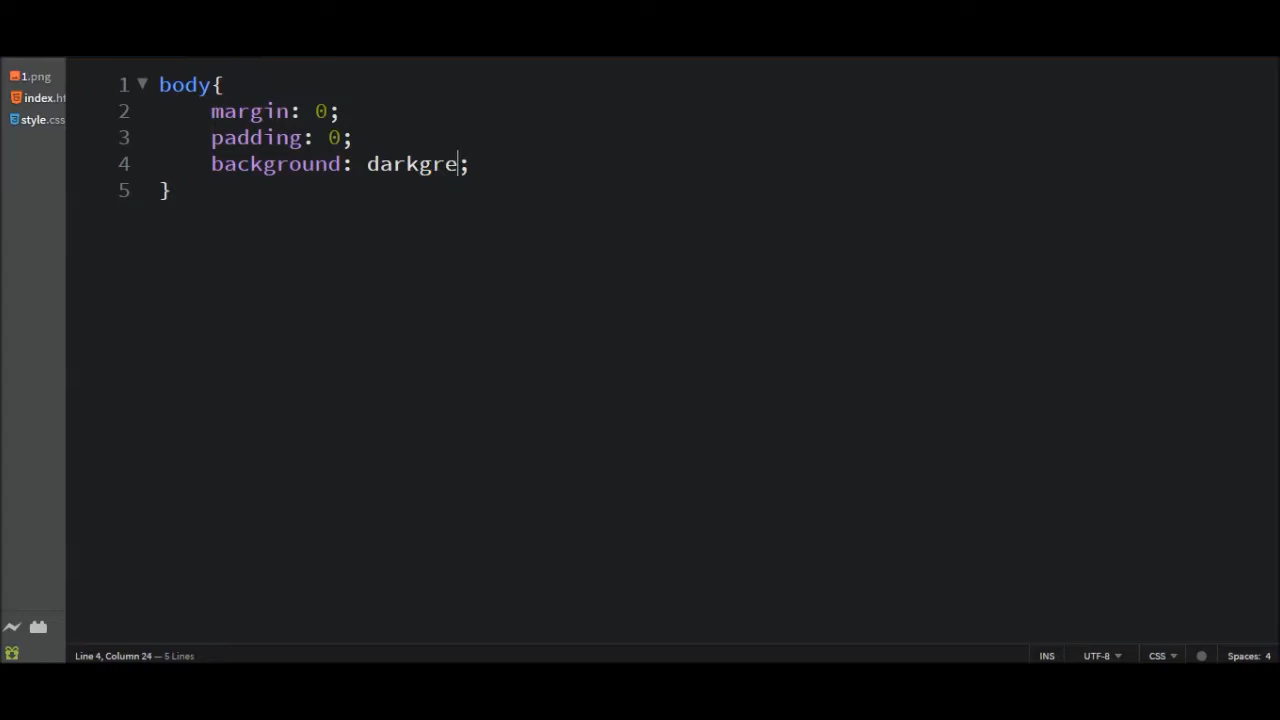 1.png
index.ht
style.css
1 body{
2 margin: 0;
3 padding: 0;
4 background: darkgre;
5 }
Line 4, Column 24 — 5 Lines
INS UTF-8 CSS Spaces: 4